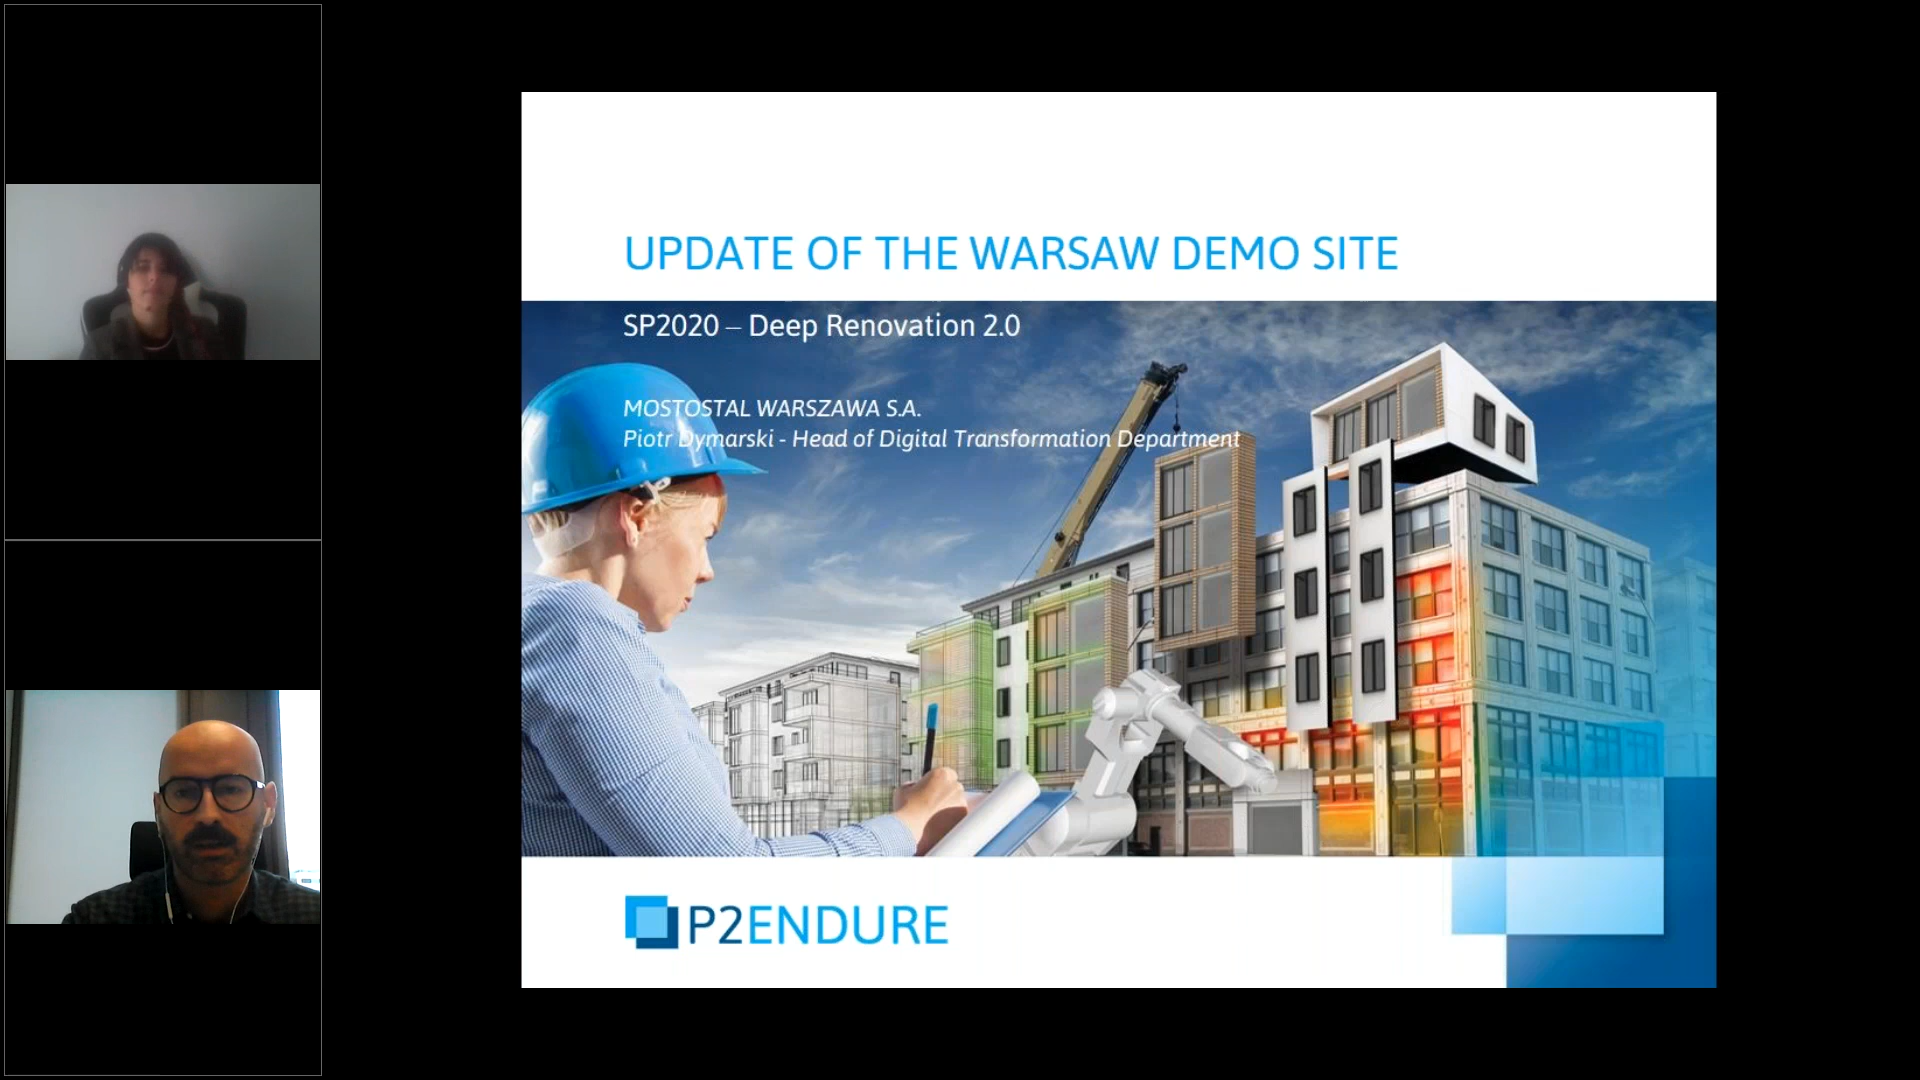 UPDATE OF THE WARSAW DEMO SITE
SP2020 – Deep Renovation 2.0
MOSTOSTAL WARSZAWA S.A.
Piotr Dymarski - Head of Digital Transformation Department
P2ENDURE